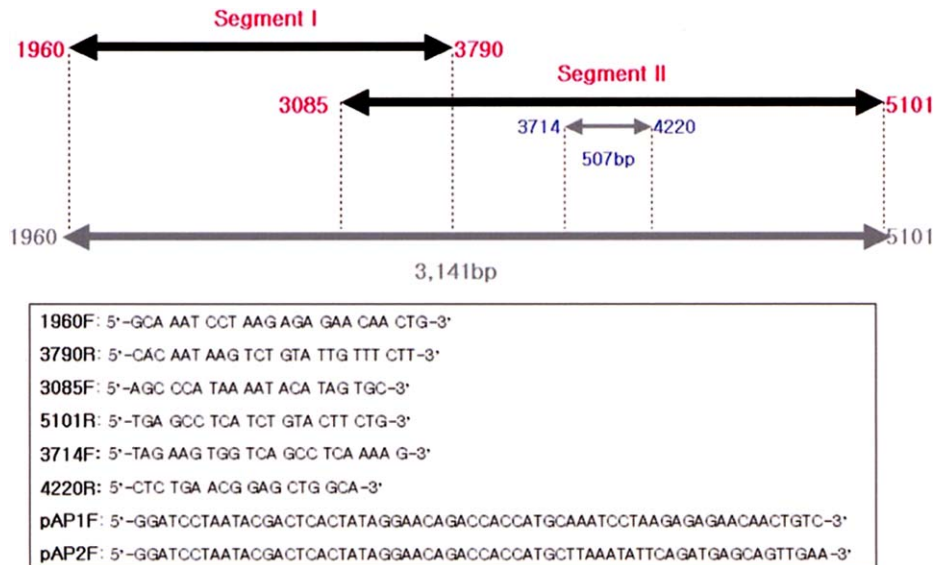 Segment I
1960 3790
Segment II
3085 5101
3714 4220
507bp
1960 5101
3,141bp
1960F: 5'-GCA AAT CCT AAG AGA GAA CAA CTG-3'
3790R: 5'-CAC AAT AAG TCT GTA TTG TTT CTT-3'
3085F: 5'-AGC CCA TAA AAT ACA TAG TGC-3'
5101R: 5'-TGA GCC TCA TCT GTA CTT CTG-3'
3714F: 5'-TAG AAG TGG TCA GCC TCA AAA G-3'
4220R: 5'-CTC TGA ACG GAG CTG GCA-3'
pAP1F: 5'-GGATCCTAATACGACTCACTATAGGAACAGACCACCATGCAAATCCTAAGAGAGAACAACTGTC-3'
pAP2F: 5'-GGATCCTAATACGACTCACTATAGGAACAGACCACCATGCTTAAATATTCAGATGAGCAGTTGAA-3'